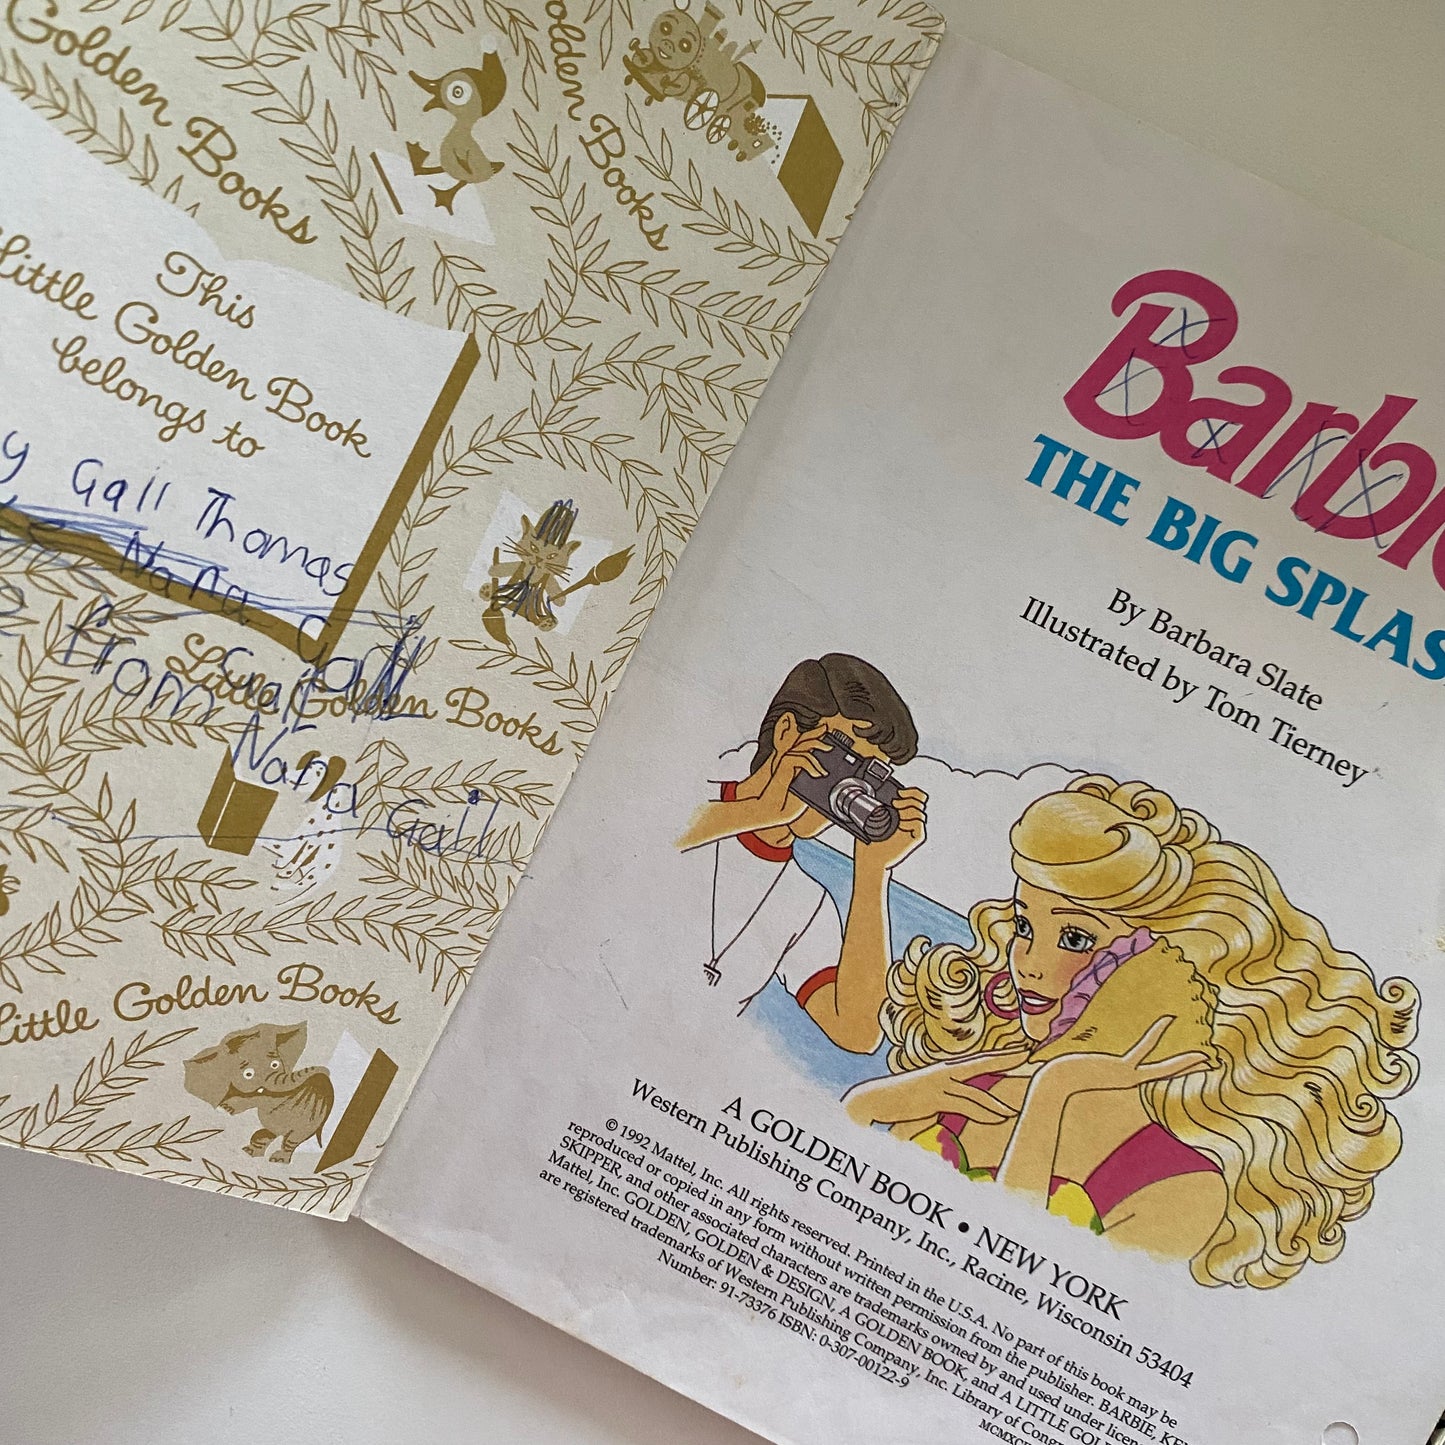 Golden Books
Golden Books
This
Little Golden Book
belongs to
y Gail Thomas
Nana Gail
From
Little Golden Books
Nana Gail
Little Golden Books
Barbie
THE BIG SPLAS
By Barbara Slate
Illustrated by Tom Tierney
A GOLDEN BOOK • NEW YORK
Western Publishing Company, Inc., Racine, Wisconsin 53404
© 1992 Mattel, Inc. All rights reserved. Printed in the U.S.A. No part of this book may be
reproduced or copied in any form without written permission from the publisher. BARBIE, KE
SKIPPER, and other associated characters are trademarks owned by and used under licen
Mattel, Inc. GOLDEN, GOLDEN & DESIGN, A GOLDEN BOOK, and A LITTLE GOL
are registered trademarks of Western Publishing Company, Inc. Library of Cong
Number: 91-73376 ISBN: 0-307-00122-9